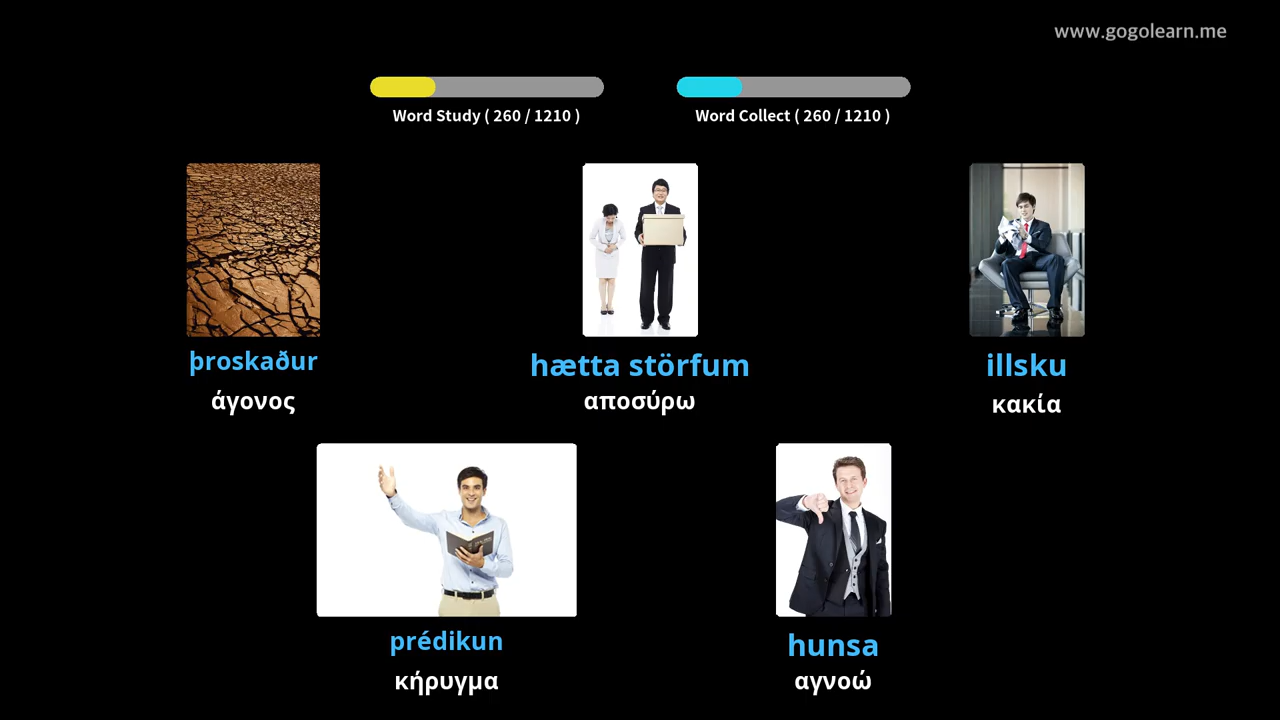 www.gogolearn.me
Word Study ( 260 / 1210 )
Word Collect ( 260 / 1210 )
þroskaður
άγονος
hætta störfum
αποσύρω
illsku
κακία
prédikun
κήρυγμα
hunsa
αγνοώ